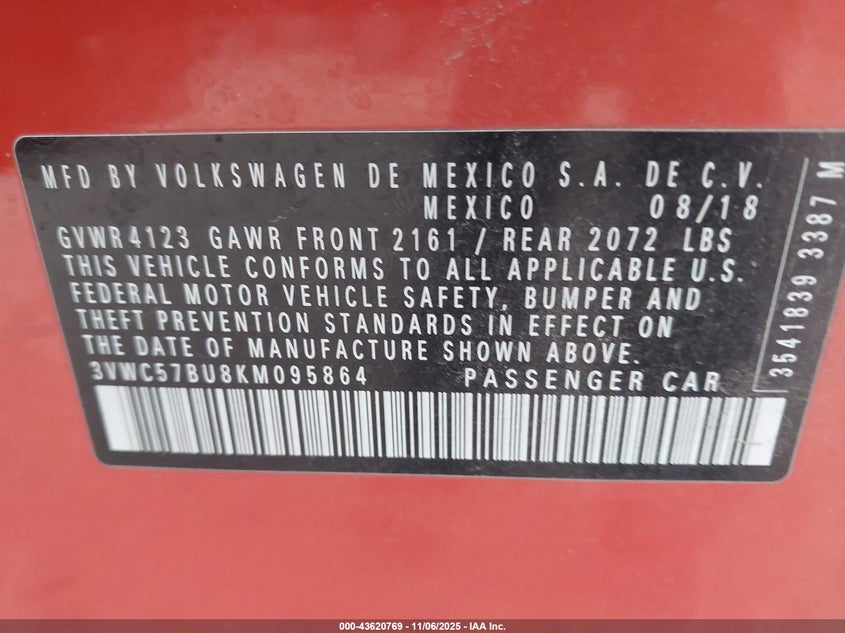 MFD BY VOLKSWAGEN DE MEXICO S.A. DE C.V.
MEXICO 08/18
GVWR 4123 GAWR FRONT 2161 / REAR 2072 LBS
THIS VEHICLE CONFORMS TO ALL APPLICABLE U.S.
FEDERAL MOTOR VEHICLE SAFETY, BUMPER AND
THEFT PREVENTION STANDARDS IN EFFECT ON
THE DATE OF MANUFACTURE SHOWN ABOVE.
3VWC57BU8KM095864 PASSENGER CAR
3541839 3387 M
000-43620769 - 11/06/2025 - IAA Inc.